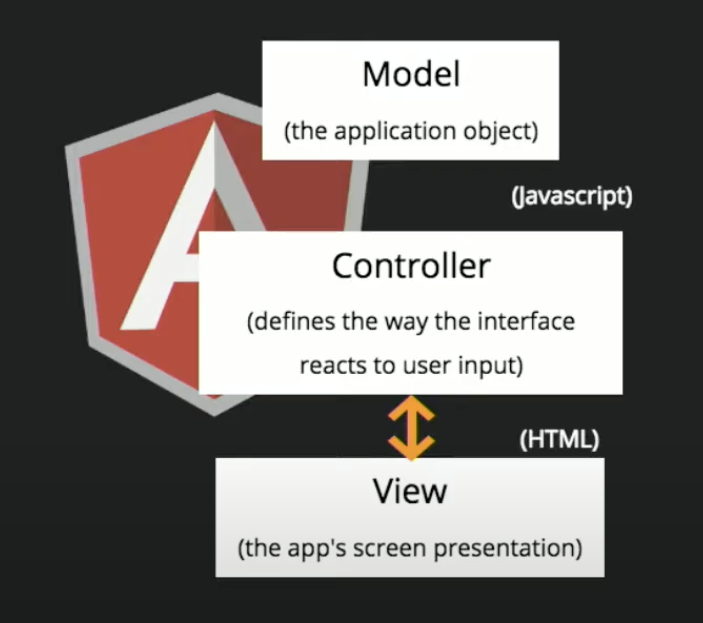 Model
(the application object)
(Javascript)
Controller
(defines the way the interface
reacts to user input)
(HTML)
View
(the app's screen presentation)